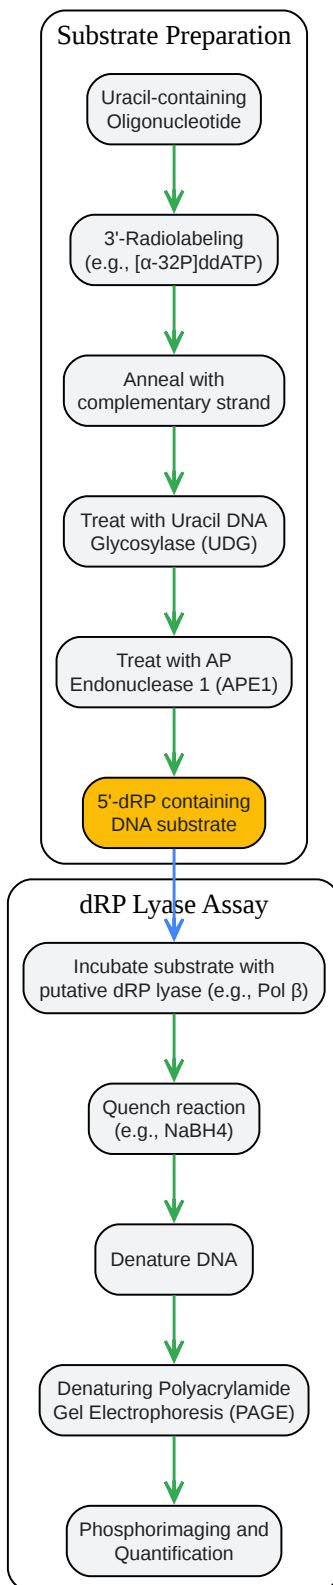 Substrate Preparation
Uracil-containing
Oligonucleotide
3'-Radiolabeling
(e.g., [α-32P]ddATP)
Anneal with
complementary strand
Treat with Uracil DNA
Glycosylase (UDG)
Treat with AP
Endonuclease 1 (APE1)
5'-dRP containing
DNA substrate
dRP Lyase Assay
Incubate substrate with
putative dRP lyase (e.g., Pol β)
Quench reaction
(e.g., NaBH4)
Denature DNA
Denaturing Polyacrylamide
Gel Electrophoresis (PAGE)
Phosphorimaging and
Quantification